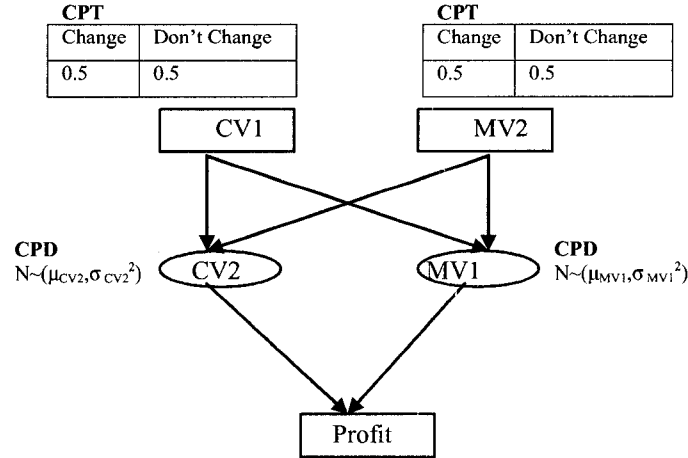 CPT
Change Don't Change
0.5 0.5
CPT
Change Don't Change
0.5 0.5
CV1
MV2
CPD
N~(μCV2,σCV2²)
CV2
MV1
CPD
N~(μMV1,σMV1²)
Profit